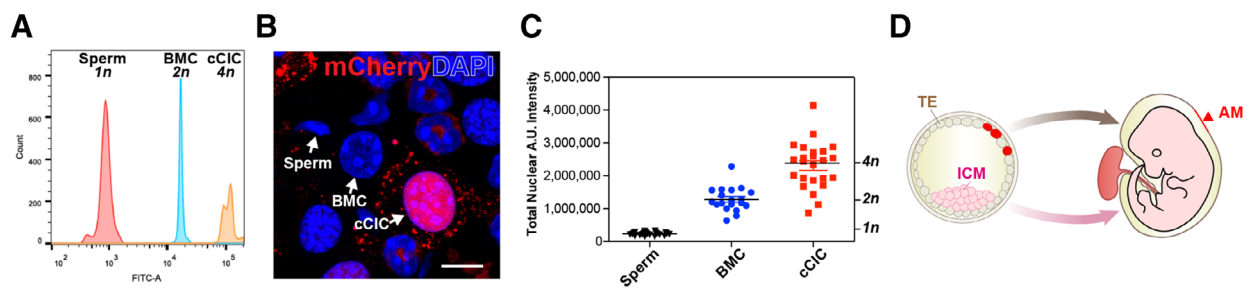 A
Sperm
1n
BMC
2n
cCIC
4n
Count
800
600
400
200
0
10^2
10^3
10^4
10^5
FITC-A
B
mCherry DAPI
Sperm
BMC
cCIC
C
Total Nuclear A.U. Intensity
5,000,000
4,000,000
3,000,000
2,000,000
1,000,000
0
4n
2n
1n
Sperm
BMC
cCIC
D
TE
ICM
AM